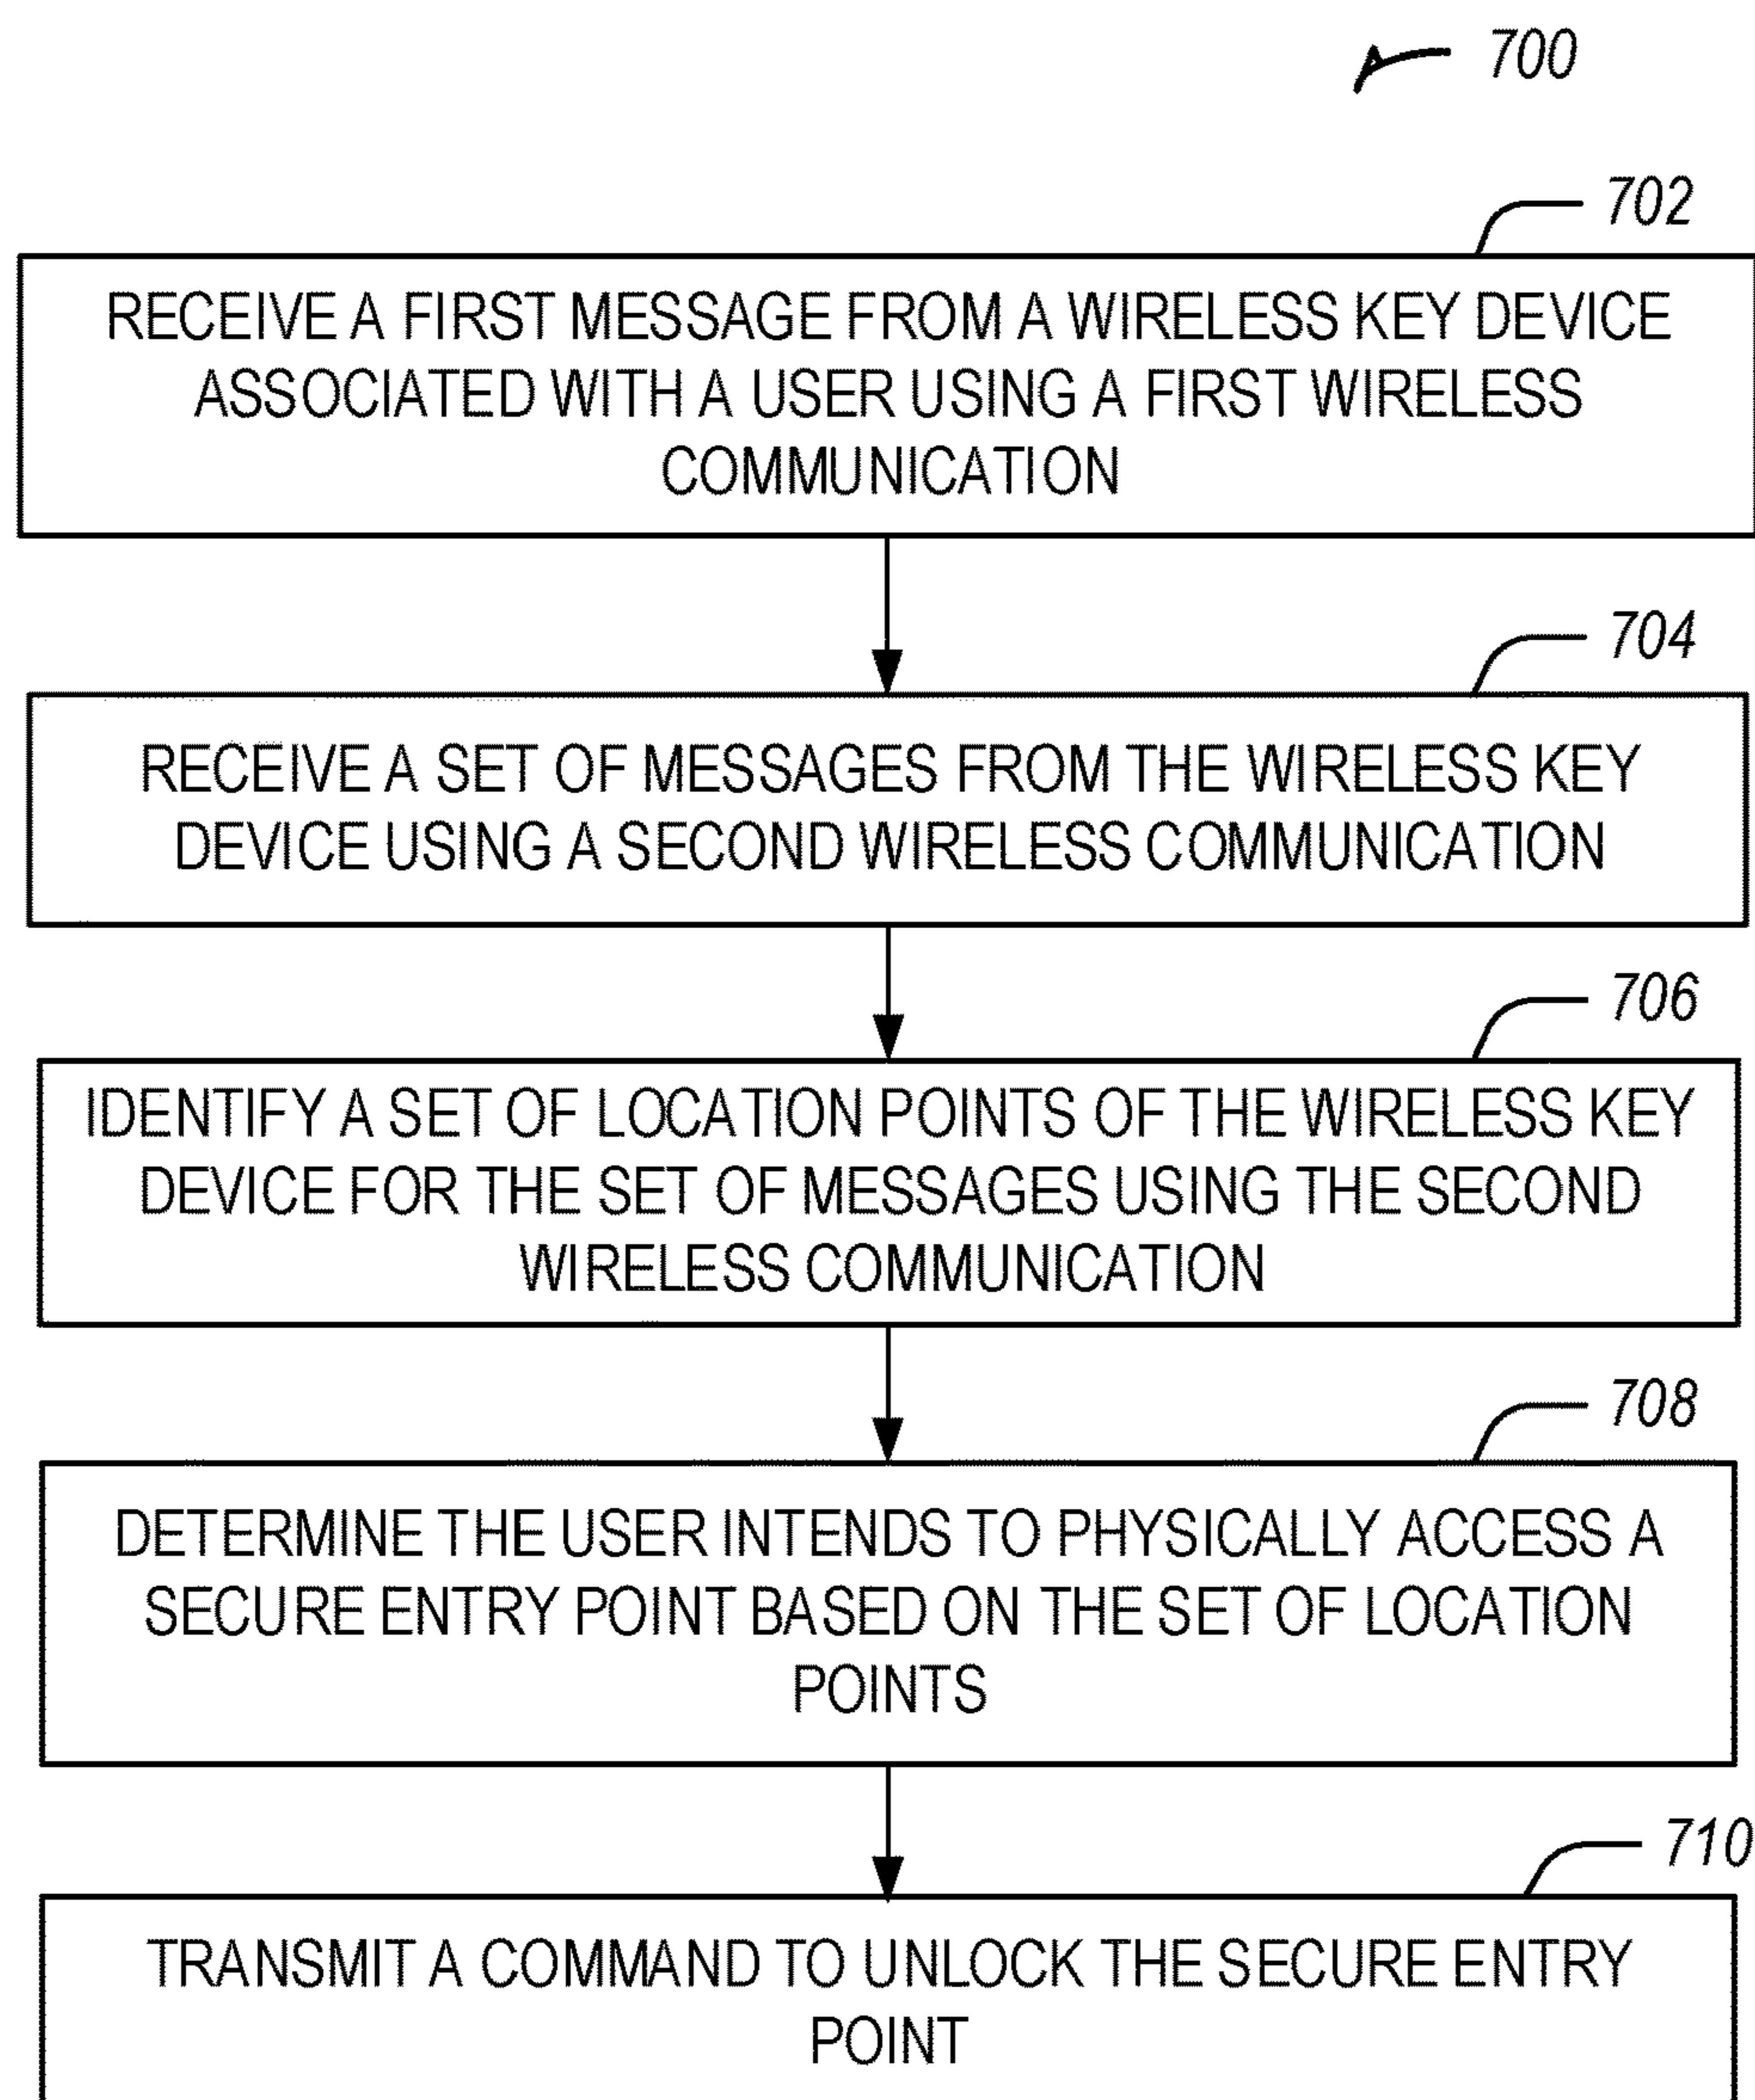 700
702
RECEIVE A FIRST MESSAGE FROM A WIRELESS KEY DEVICE
ASSOCIATED WITH A USER USING A FIRST WIRELESS
COMMUNICATION
704
RECEIVE A SET OF MESSAGES FROM THE WIRELESS KEY
DEVICE USING A SECOND WIRELESS COMMUNICATION
706
IDENTIFY A SET OF LOCATION POINTS OF THE WIRELESS KEY
DEVICE FOR THE SET OF MESSAGES USING THE SECOND
WIRELESS COMMUNICATION
708
DETERMINE THE USER INTENDS TO PHYSICALLY ACCESS A
SECURE ENTRY POINT BASED ON THE SET OF LOCATION
POINTS
710
TRANSMIT A COMMAND TO UNLOCK THE SECURE ENTRY
POINT